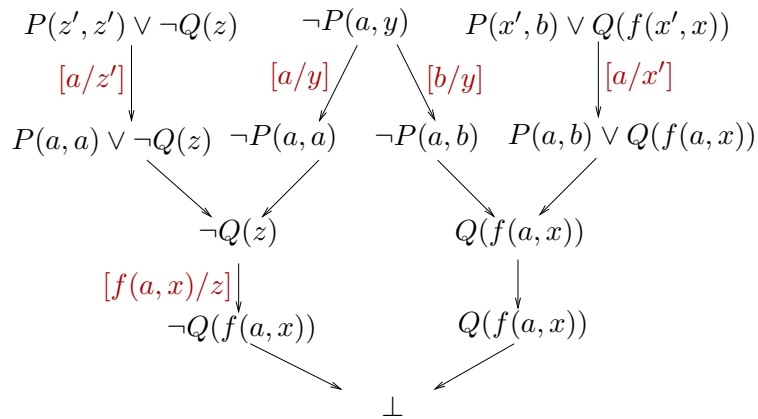 P(z′, z′) ∨ ¬Q(z) ¬P(a, y) P(x′, b) ∨ Q(f(x′, x))
[a/z′] [a/y] [b/y] [a/x′]
P(a, a) ∨ ¬Q(z) ¬P(a, a) ¬P(a, b) P(a, b) ∨ Q(f(a, x))
¬Q(z) Q(f(a, x))
[f(a, x)/z]
¬Q(f(a, x)) Q(f(a, x))
⊥